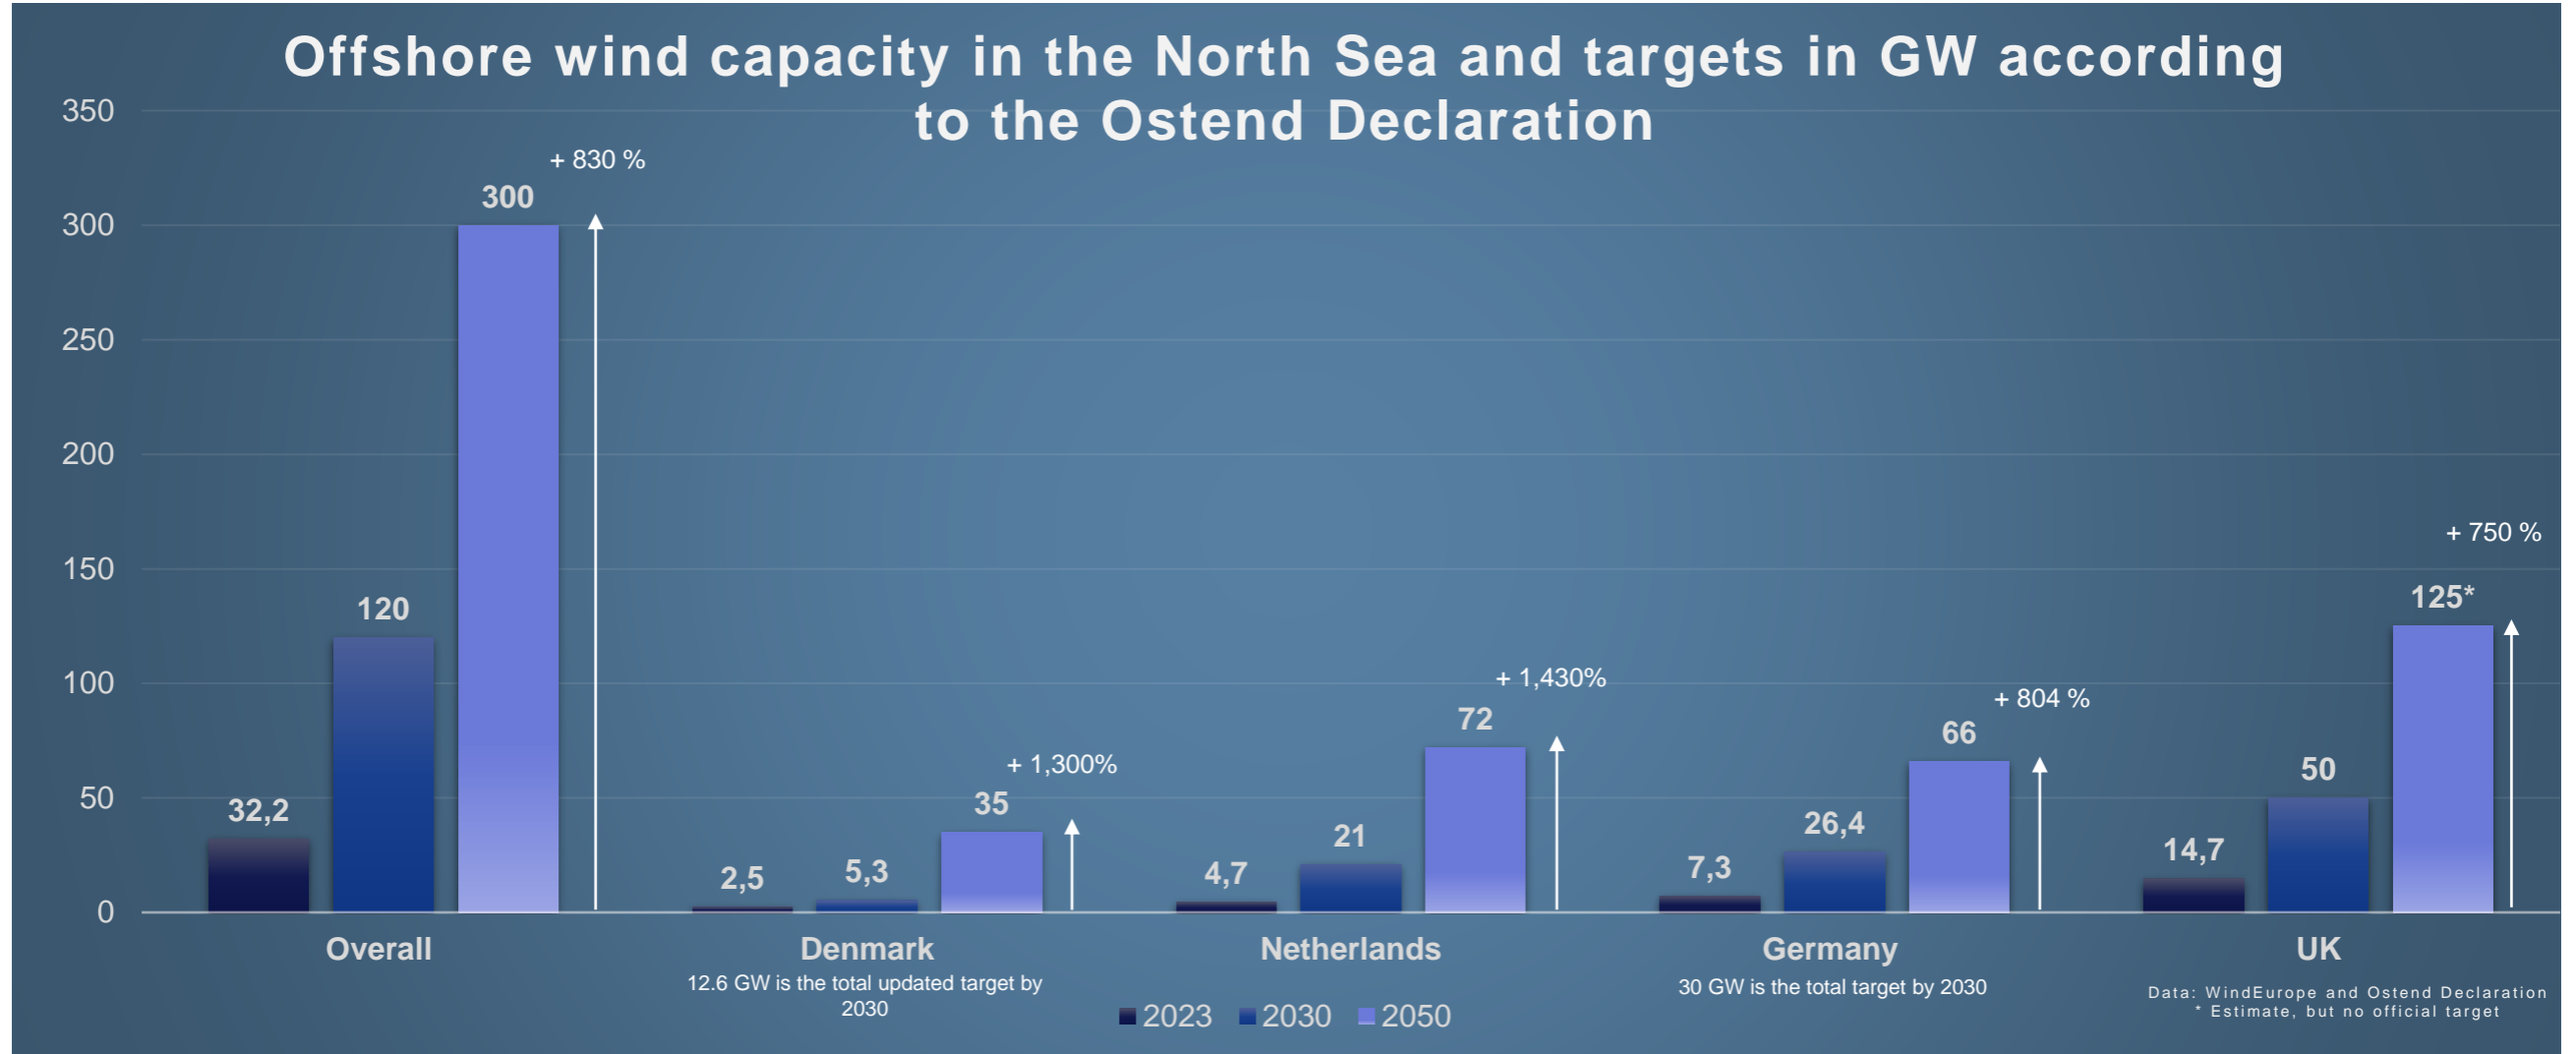 Offshore wind capacity in the North Sea and targets in GW according
to the Ostend Declaration
350
300
250
200
150
100
50
0
+ 830 %
300
120
32,2
+ 1,300%
35
5,3
2,5
+ 1,430%
72
21
4,7
+ 804 %
66
26,4
7,3
+ 750 %
125*
50
14,7
Overall
Denmark
12.6 GW is the total updated target by
2030
Netherlands
Germany
30 GW is the total target by 2030
UK
2023
2030
2050
Data: WindEurope and Ostend Declaration
* Estimate, but no official target